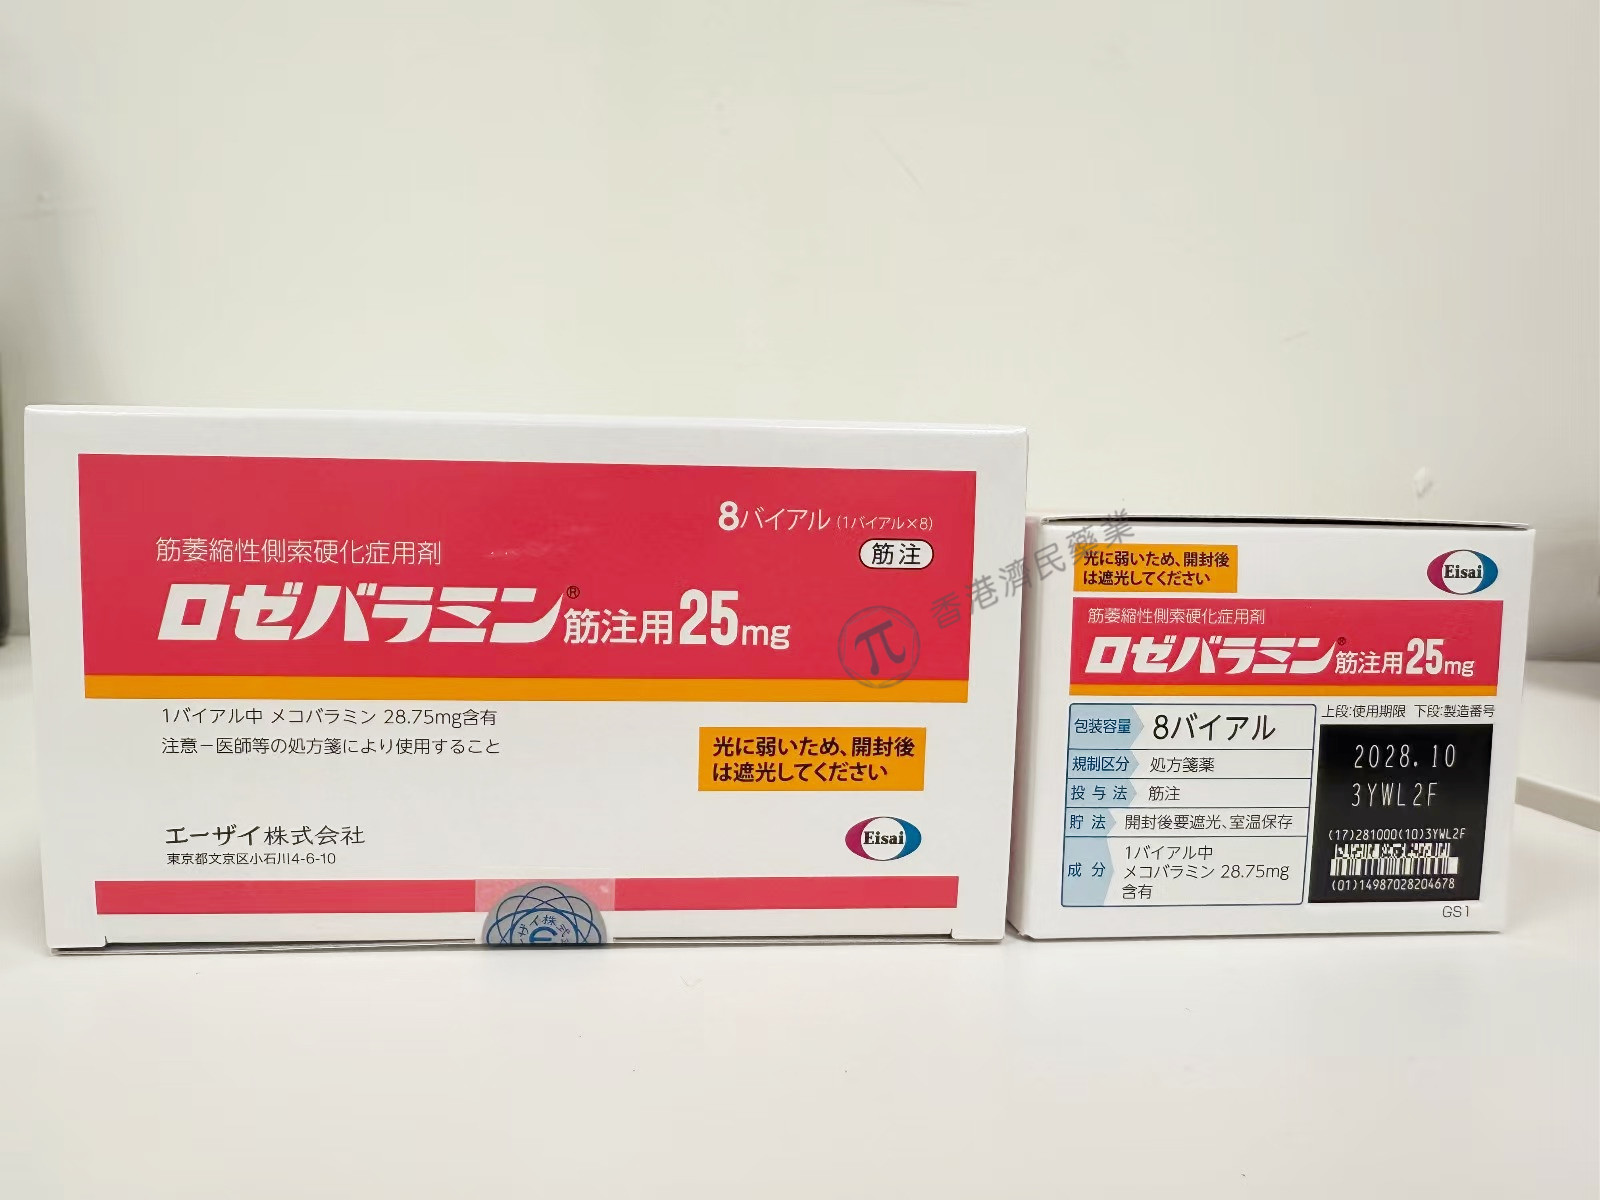 8バイアル(1バイアル×8)
筋注
筋萎縮性側索硬化症用剤
ロゼバラミン®筋注用25mg
1バイアル中 メコバラミン 28.75mg含有
注意－医師等の処方箋により使用すること
光に弱いため、開封後
は遮光してください
エーザイ株式会社
東京都文京区小石川4-6-10
Eisai
π 香港濟民藥業
光に弱いため、開封後
は遮光してください
Eisai
筋萎縮性側索硬化症用剤
ロゼバラミン®筋注用25mg
包装容量 8バイアル
規制区分 処方箋薬
投与法 筋注
貯法 開封後要遮光、室温保存
成分 1バイアル中
メコバラミン 28.75mg
含有
上段:使用期限 下段:製造番号
2028.10
3YWL2F
(17)281000(10)3YWL2F
(01)14987028204678
GS1